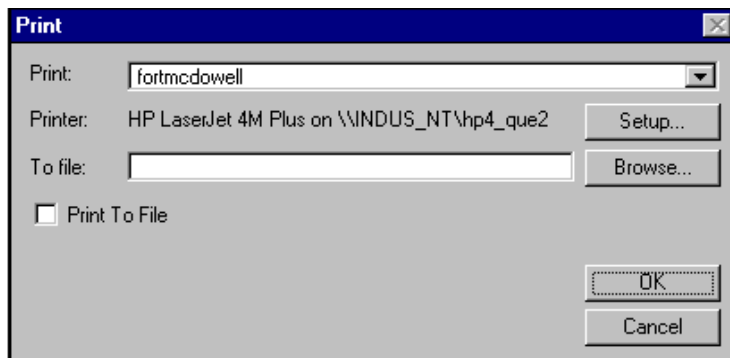 Print
Print: fortmcdowell
Printer: HP LaserJet 4M Plus on \\INDUS_NT\hp4_que2 Setup...
To file: Browse...
Print To File
OK
Cancel